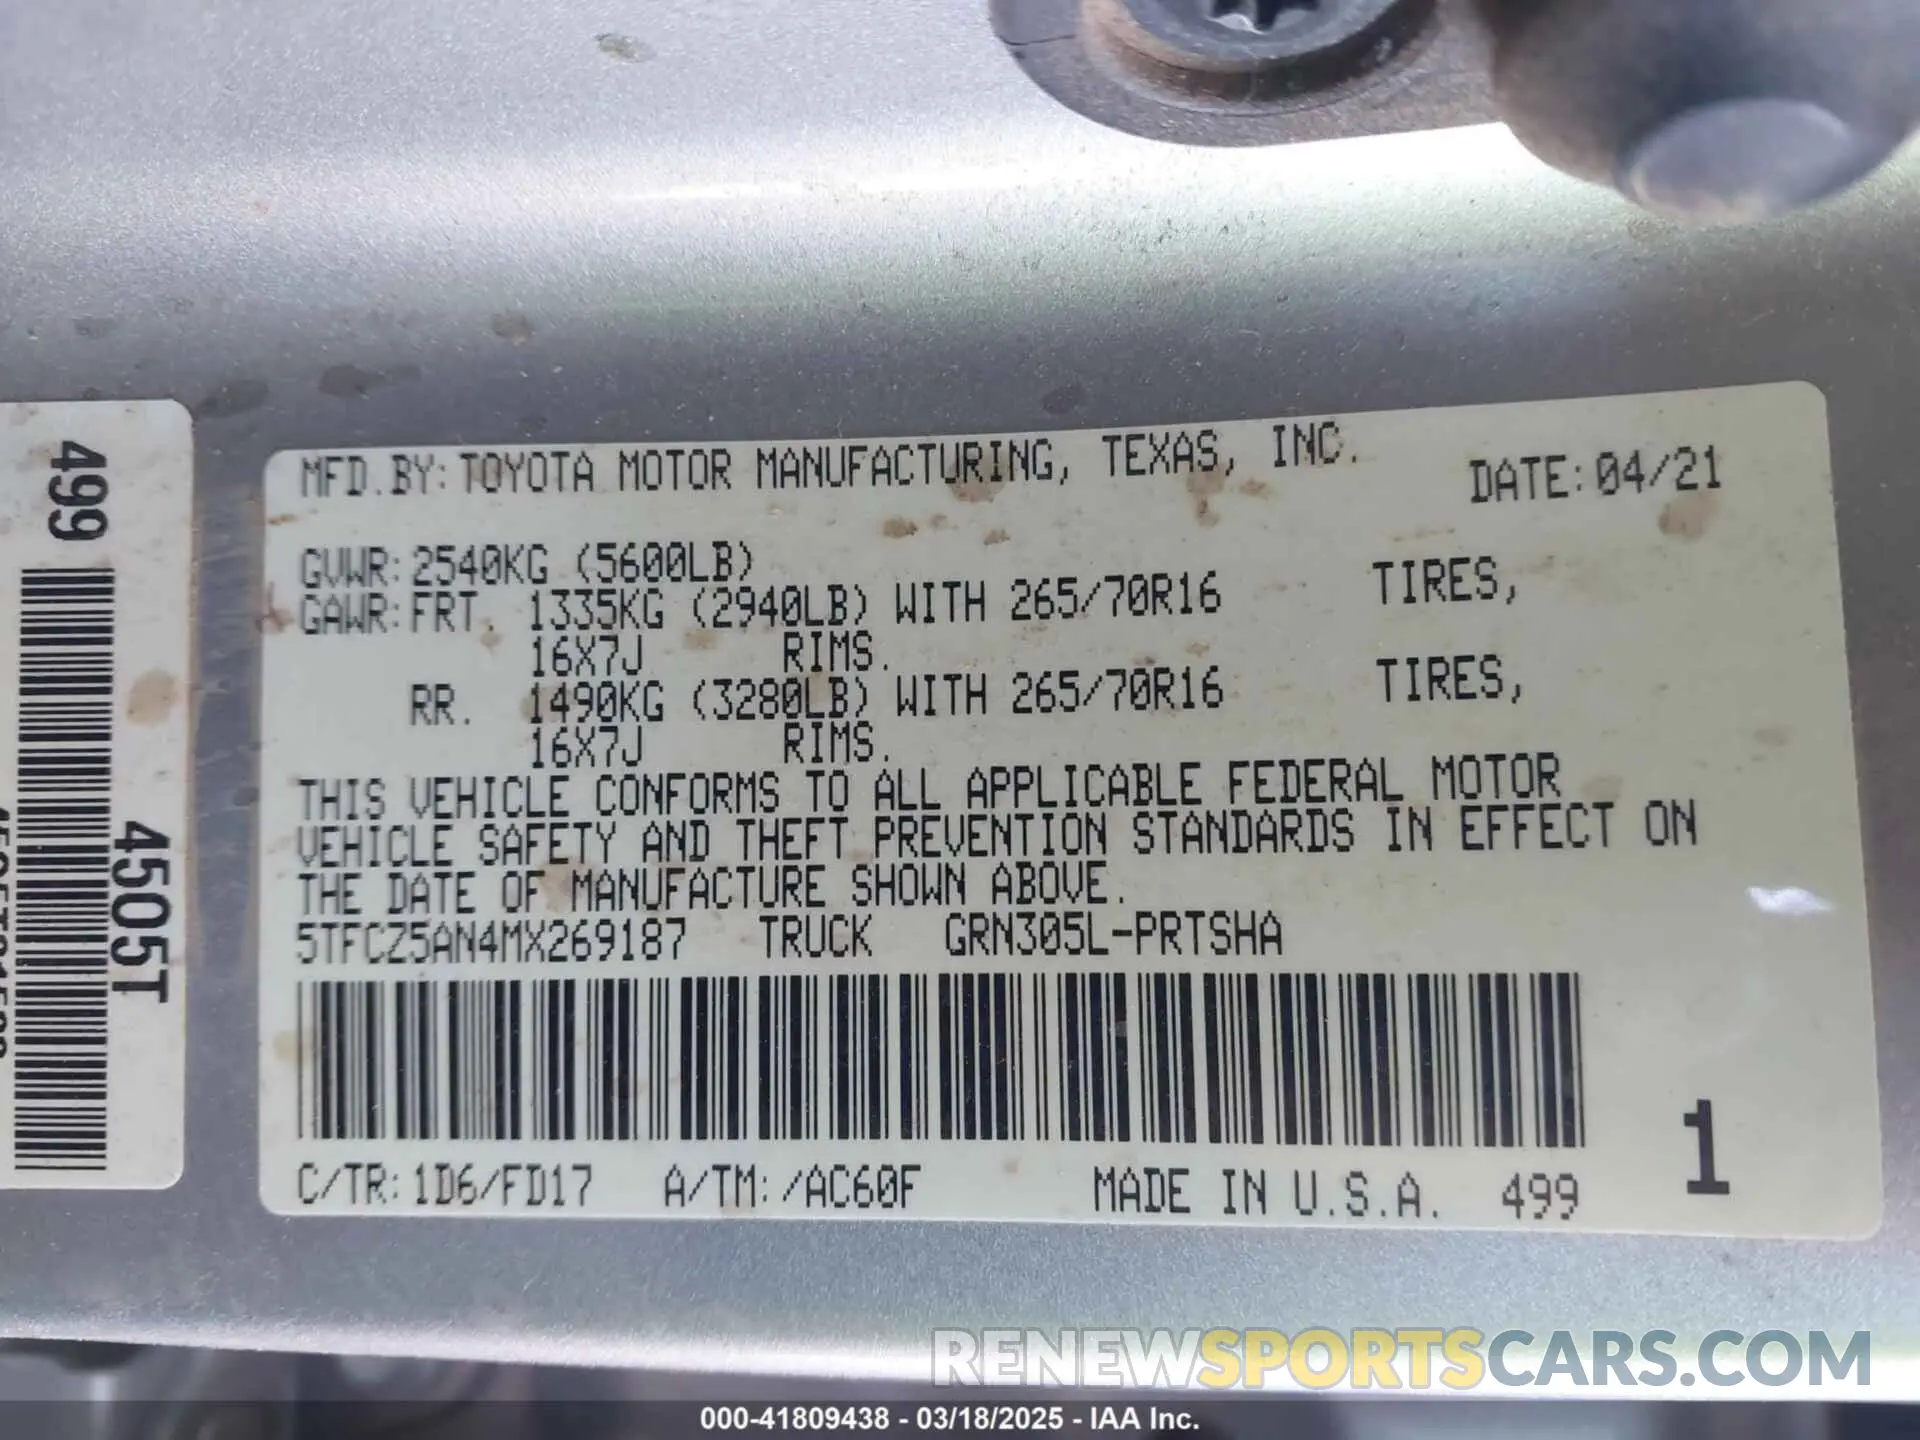 MFD.BY:TOYOTA MOTOR MANUFACTURING, TEXAS, INC. DATE:04/21
GVWR:2540KG (5600LB)
GAWR:FRT. 1335KG (2940LB) WITH 265/70R16 TIRES,
16X7J RIMS.
RR. 1490KG (3280LB) WITH 265/70R16 TIRES,
16X7J RIMS.
THIS VEHICLE CONFORMS TO ALL APPLICABLE FEDERAL MOTOR
VEHICLE SAFETY AND THEFT PREVENTION STANDARDS IN EFFECT ON
THE DATE OF MANUFACTURE SHOWN ABOVE.
5TFCZ5AN4MX269187 TRUCK GRN305L-PRTSHA
C/TR:1D6/FD17 A/TM:/AC60F MADE IN U.S.A. 499
1
499
4505T
RENEWSPORTSCARS.COM
000-41809438 - 03/18/2025 - IAA Inc.